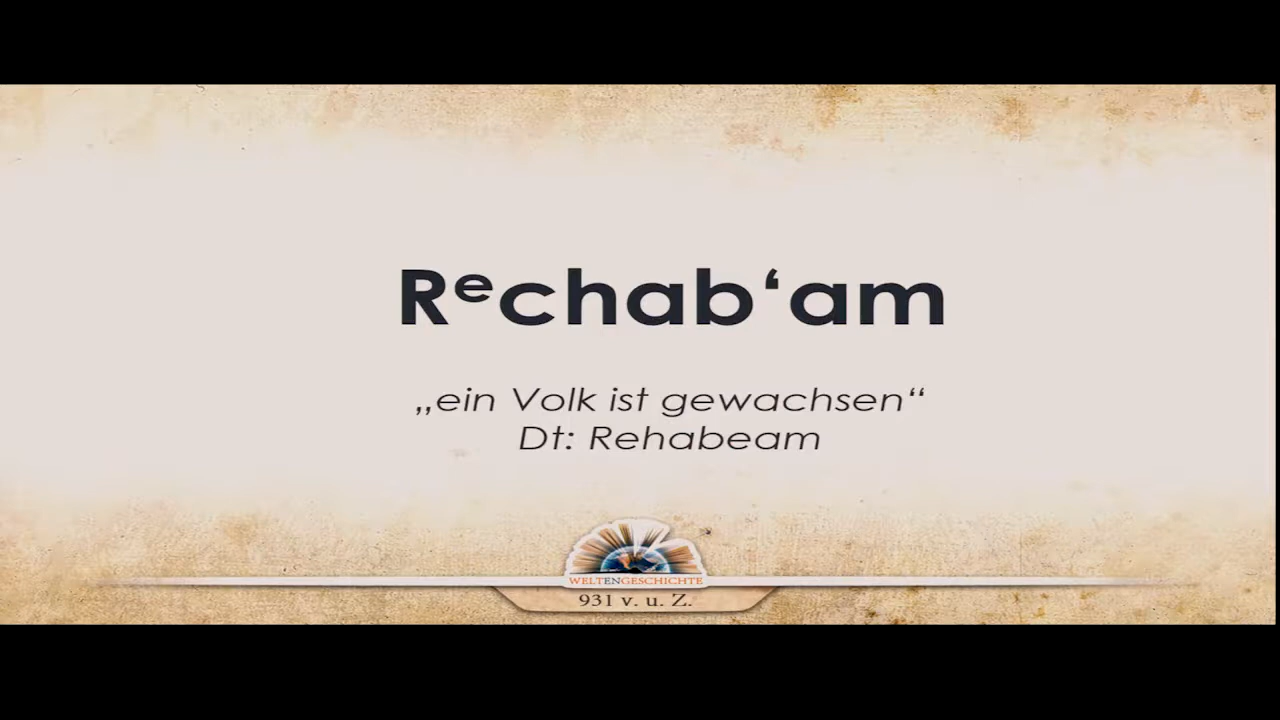 Rᵉchab‘am
„ein Volk ist gewachsen“
Dt: Rehabeam
WELTENGESCHICHTE
931 v. u. Z.